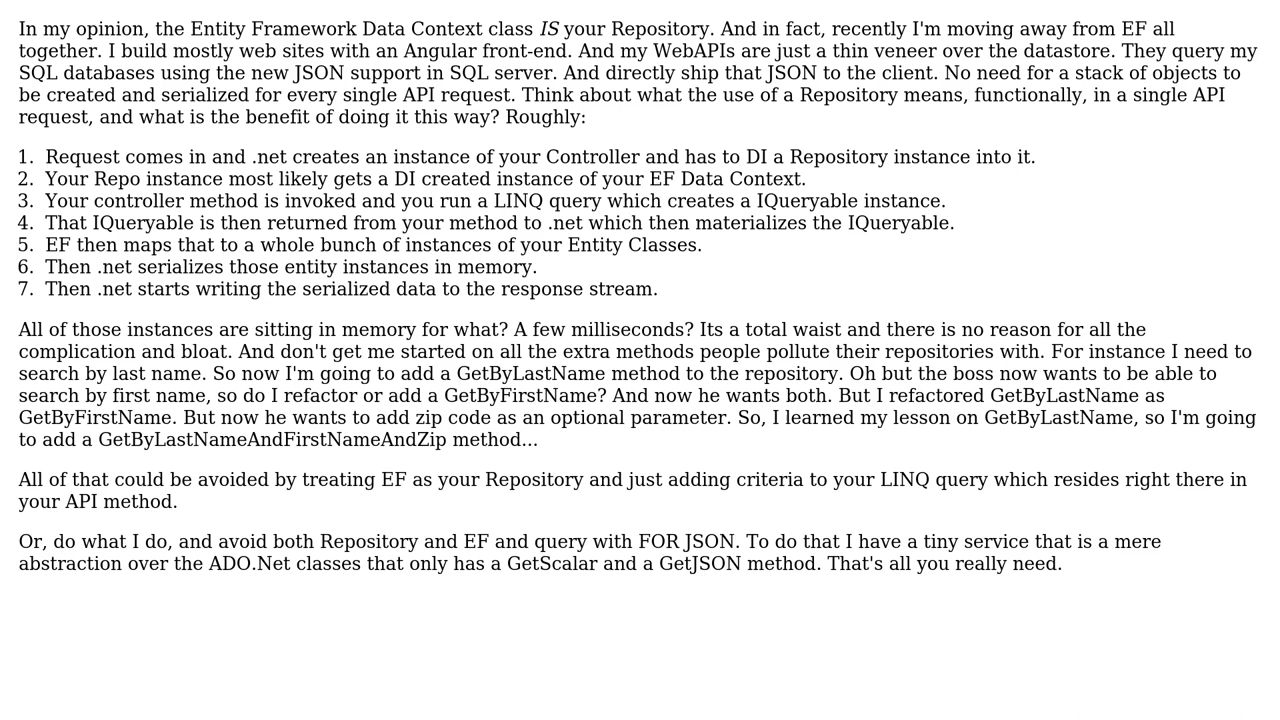 In my opinion, the Entity Framework Data Context class IS your Repository. And in fact, recently I'm moving away from EF all
together. I build mostly web sites with an Angular front-end. And my WebAPIs are just a thin veneer over the datastore. They query my
SQL databases using the new JSON support in SQL server. And directly ship that JSON to the client. No need for a stack of objects to
be created and serialized for every single API request. Think about what the use of a Repository means, functionally, in a single API
request, and what is the benefit of doing it this way? Roughly:
1. Request comes in and .net creates an instance of your Controller and has to DI a Repository instance into it.
2. Your Repo instance most likely gets a DI created instance of your EF Data Context.
3. Your controller method is invoked and you run a LINQ query which creates a IQueryable instance.
4. That IQueryable is then returned from your method to .net which then materializes the IQueryable.
5. EF then maps that to a whole bunch of instances of your Entity Classes.
6. Then .net serializes those entity instances in memory.
7. Then .net starts writing the serialized data to the response stream.
All of those instances are sitting in memory for what? A few milliseconds? Its a total waist and there is no reason for all the
complication and bloat. And don't get me started on all the extra methods people pollute their repositories with. For instance I need to
search by last name. So now I'm going to add a GetByLastName method to the repository. Oh but the boss now wants to be able to
search by first name, so do I refactor or add a GetByFirstName? And now he wants both. But I refactored GetByLastName as
GetByFirstName. But now he wants to add zip code as an optional parameter. So, I learned my lesson on GetByLastName, so I'm going
to add a GetByLastNameAndFirstNameAndZip method...
All of that could be avoided by treating EF as your Repository and just adding criteria to your LINQ query which resides right there in
your API method.
Or, do what I do, and avoid both Repository and EF and query with FOR JSON. To do that I have a tiny service that is a mere
abstraction over the ADO.Net classes that only has a GetScalar and a GetJSON method. That's all you really need.